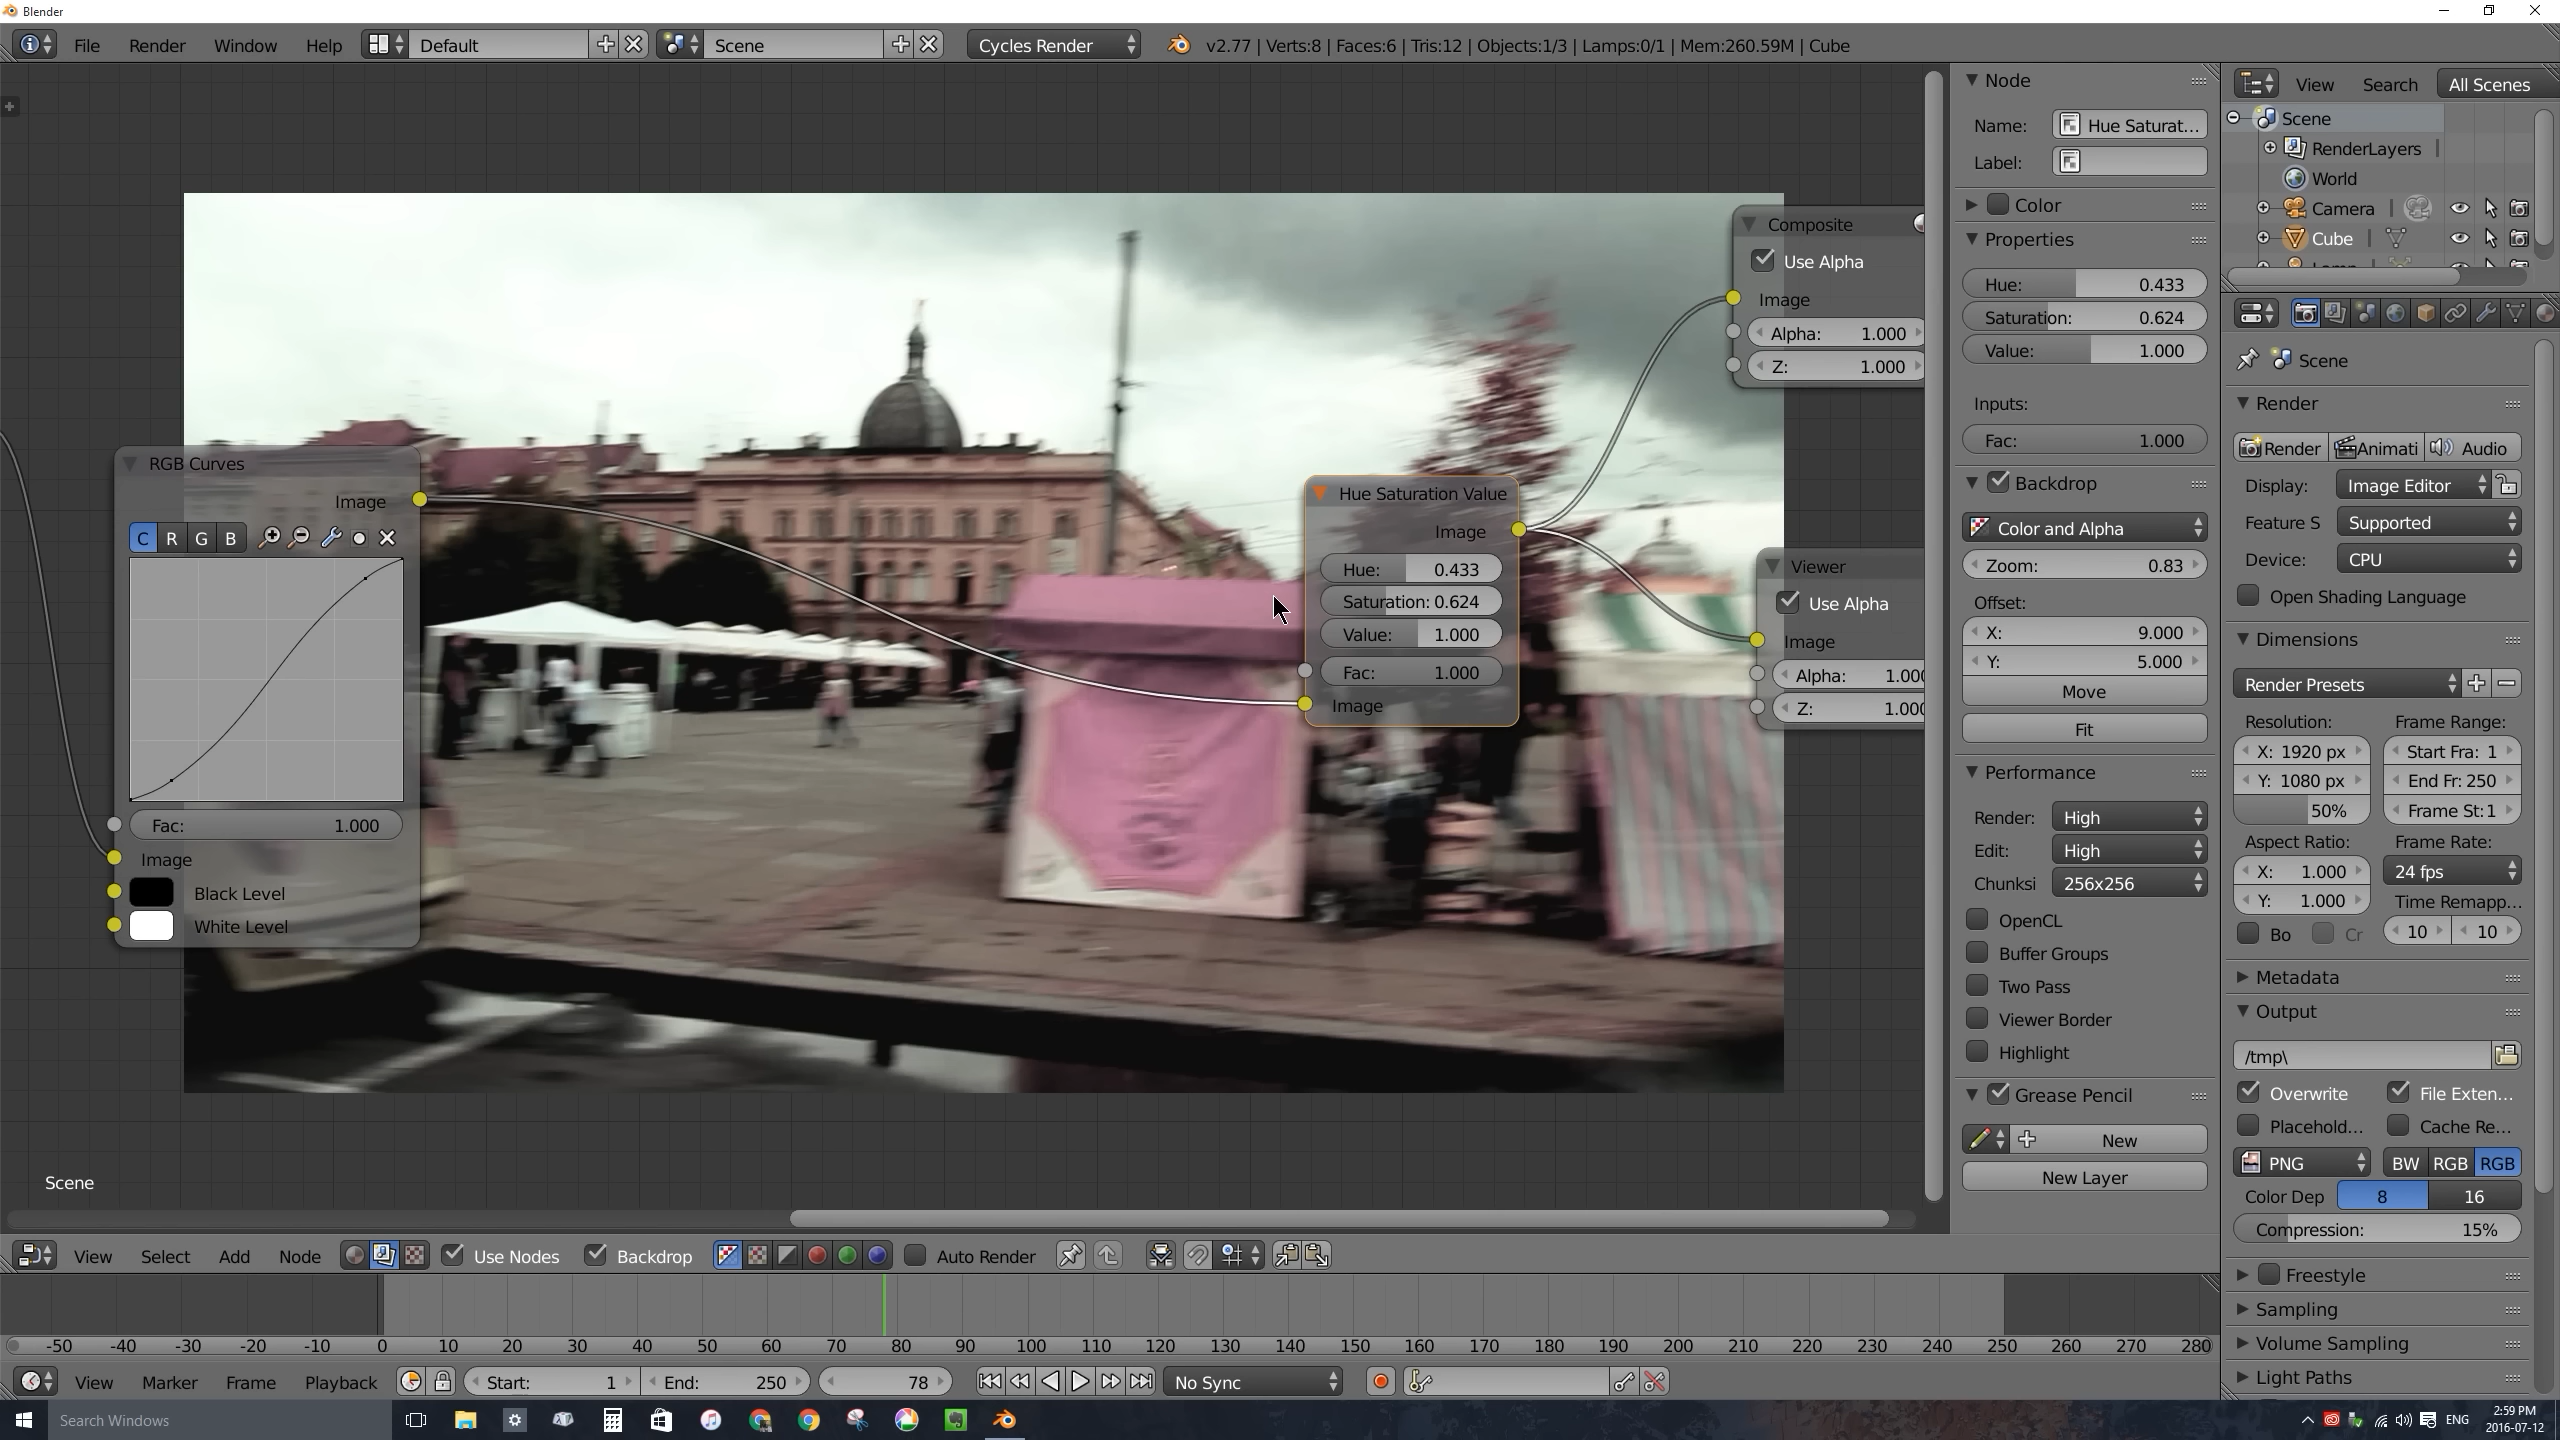 Blender
File Render Window Help Default Scene Cycles Render v2.77 | Verts:8 | Faces:6 | Tris:12 | Objects:1/3 | Lamps:0/1 | Mem:260.59M | Cube
RGB Curves
Image
C R G B
Fac: 1.000
Image
Black Level
White Level
Hue Saturation Value
Image
Hue: 0.433
Saturation: 0.624
Value: 1.000
Fac: 1.000
Image
Composite
Use Alpha
Image
Alpha: 1.000
Z: 1.000
Viewer
Use Alpha
Image
Alpha: 1.000
Z: 1.000
Scene
Node
Name: Hue Saturat...
Label:
Color
Properties
Hue: 0.433
Saturation: 0.624
Value: 1.000
Inputs:
Fac: 1.000
Backdrop
Color and Alpha
Zoom: 0.83
Offset:
X: 9.000
Y: 5.000
Move
Fit
Performance
Render: High
Edit: High
Chunksi 256x256
OpenCL
Buffer Groups
Two Pass
Viewer Border
Highlight
Grease Pencil
New
New Layer
View Search All Scenes
Scene
RenderLayers
World
Camera
Cube
Scene
Render
Render Animati Audio
Display: Image Editor
Feature S Supported
Device: CPU
Open Shading Language
Dimensions
Render Presets
Resolution: Frame Range:
X: 1920 px Start Fra: 1
Y: 1080 px End Fr: 250
50% Frame St:1
Aspect Ratio: Frame Rate:
X: 1.000 24 fps
Y: 1.000 Time Remapp...
Bo Cr 10 10
Metadata
Output
/tmp\
Overwrite File Exten...
Placehold... Cache Re...
PNG BW RGB RGB
Color Dep 8 16
Compression: 15%
Freestyle
Sampling
Volume Sampling
Light Paths
View Select Add Node Use Nodes Backdrop Auto Render
-50 -40 -30 -20 -10 0 10 20 30 40 50 60 70 80 90 100 110 120 130 140 150 160 170 180 190 200 210 220 230 240 250 260 270 280
View Marker Frame Playback Start: 1 End: 250 78 No Sync
Search Windows ENG 2:59 PM
2016-07-12